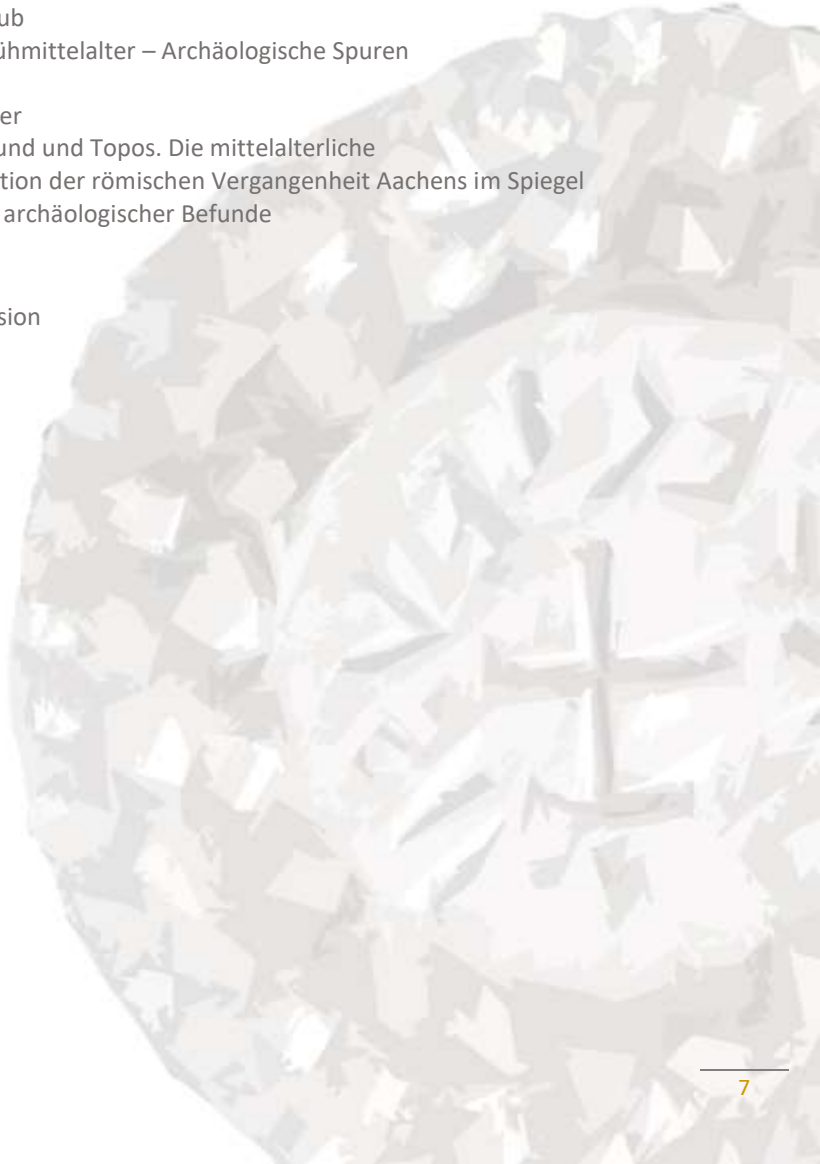 ub
ühmittelalter – Archäologische Spuren
er
und und Topos. Die mittelalterliche
tion der römischen Vergangenheit Aachens im Spiegel
archäologischer Befunde
sion
7